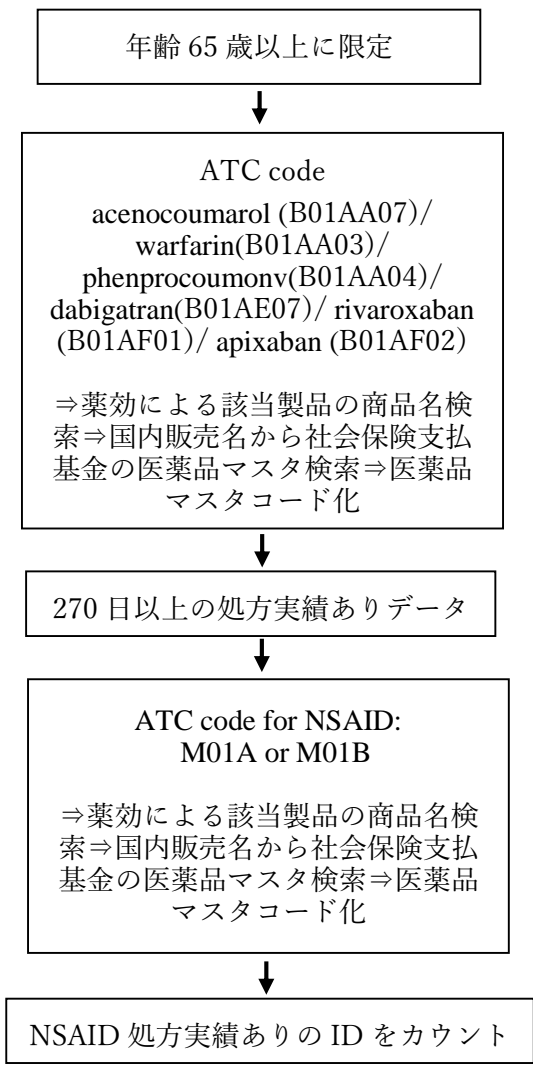 年齢 65 歳以上に限定
ATC code
acenocoumarol (B01AA07)/
warfarin(B01AA03)/
phenprocoumonv(B01AA04)/
dabigatran(B01AE07)/ rivaroxaban
(B01AF01)/ apixaban (B01AF02)
⇒薬効による該当製品の商品名検
索⇒国内販売名から社会保険支払
基金の医薬品マスタ検索⇒医薬品
マスタコード化
270 日以上の処方実績ありデータ
ATC code for NSAID:
M01A or M01B
⇒薬効による該当製品の商品名検
索⇒国内販売名から社会保険支払
基金の医薬品マスタ検索⇒医薬品
マスタコード化
NSAID 処方実績ありの ID をカウント